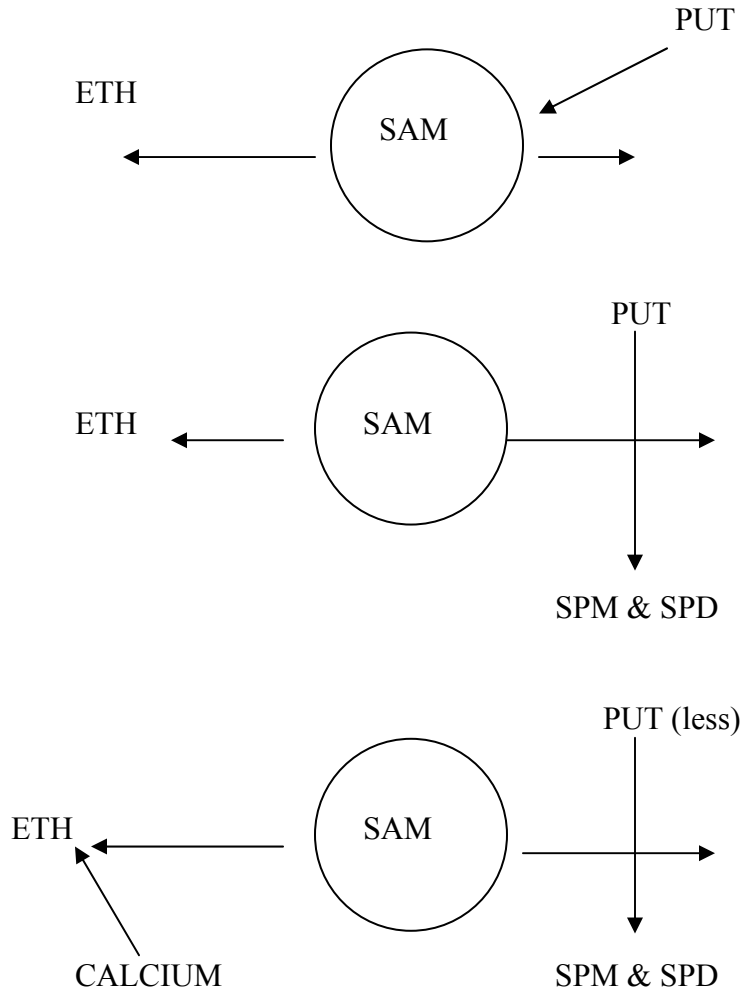 PUT
ETH
SAM
PUT
ETH
SAM
SPM & SPD
PUT (less)
ETH
SAM
CALCIUM
SPM & SPD